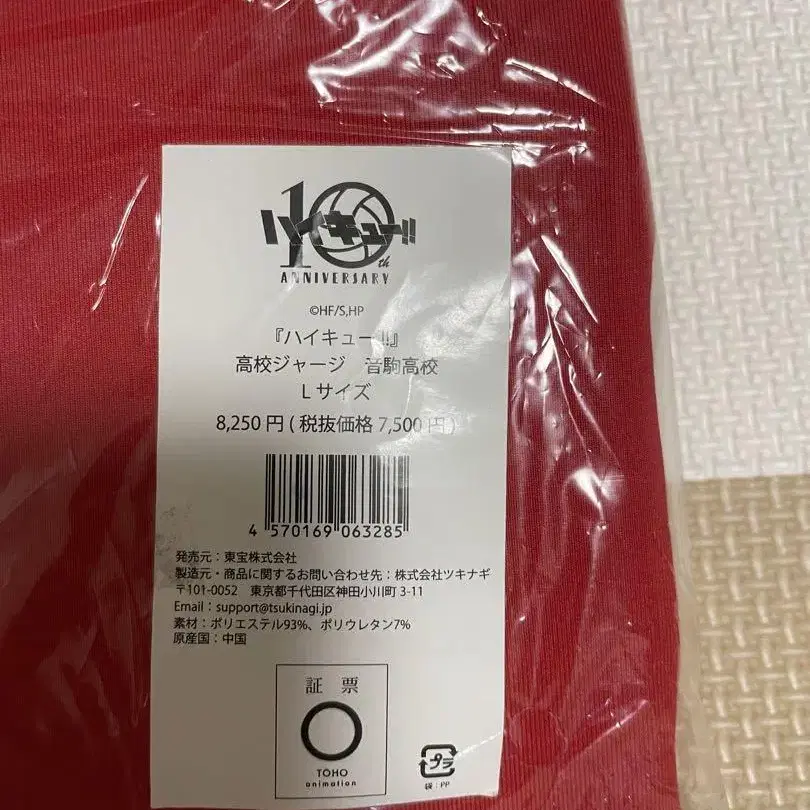 10th
ハイキュー!!
ANNIVERSARY
©HF/S,HP
『ハイキュー!!』
高校ジャージ　音駒高校
Lサイズ
8,250円(税抜価格7,500円)
4 570169 063285
発売元：東宝株式会社
製造元・商品に関するお問い合わせ先：株式会社ツキナギ
〒101-0052　東京都千代田区神田小川町3-11
Email：support@tsukinagi.jp
素材：ポリエステル93%、ポリウレタン7%
原産国：中国
証票
TOHO
animation
プラ
袋：PP